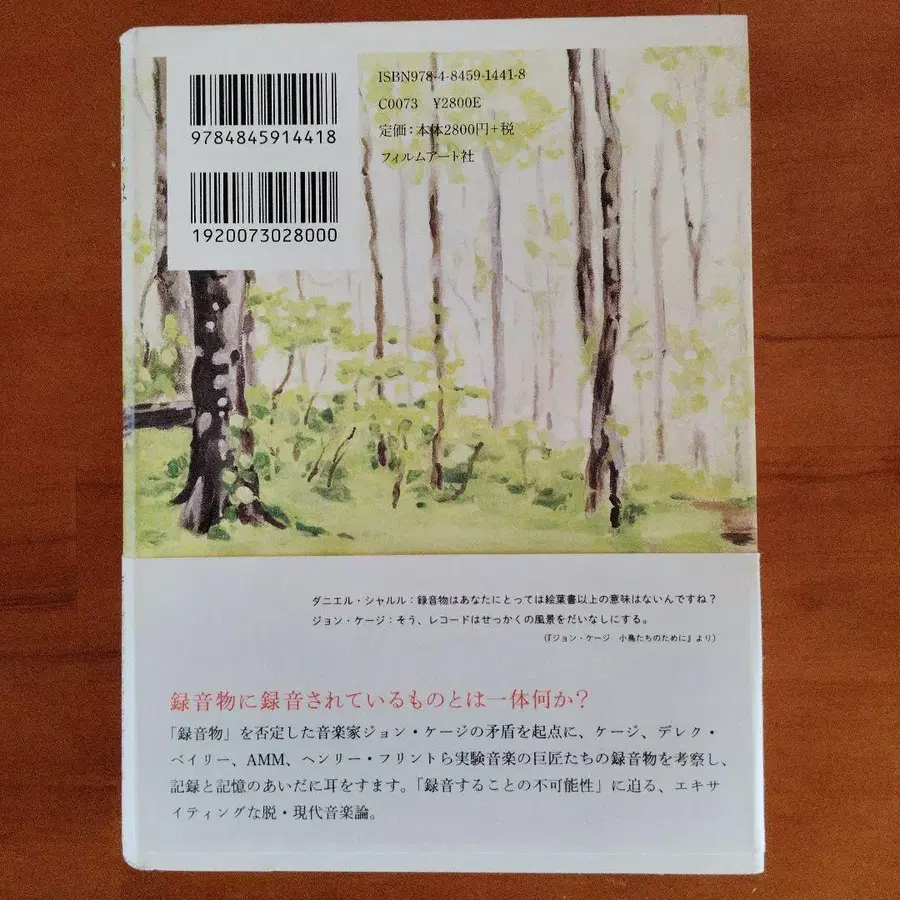 ISBN978-4-8459-1441-8
C0073 ¥2800E
定価：本体2800円+税
フィルムアート社
9784845914418
1920073028000
ダニエル・シャルル：録音物はあなたにとっては絵葉書以上の意味はないんですね？
ジョン・ケージ：そう、レコードはせっかくの風景をだいなしにする。
（『ジョン・ケージ 小鳥たちのために』より）
録音物に録音されているものとは一体何か？
「録音物」を否定した音楽家ジョン・ケージの矛盾を起点に、ケージ、デレク・
ベイリー、AMM、ヘンリー・フリントら実験音楽の巨匠たちの録音物を考察し、
記録と記憶のあいだに耳をすます。「録音することの不可能性」に迫る、エキサ
イティングな脱・現代音楽論。